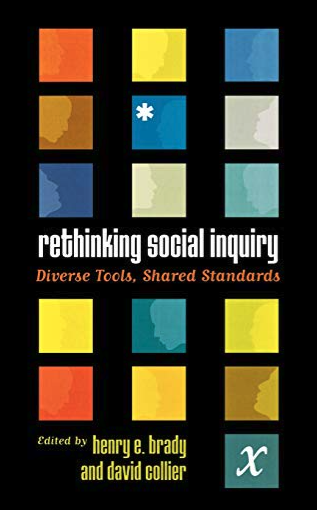 *
rethinking social inquiry
Diverse Tools, Shared Standards
Edited by henry e. brady
and david collier
x